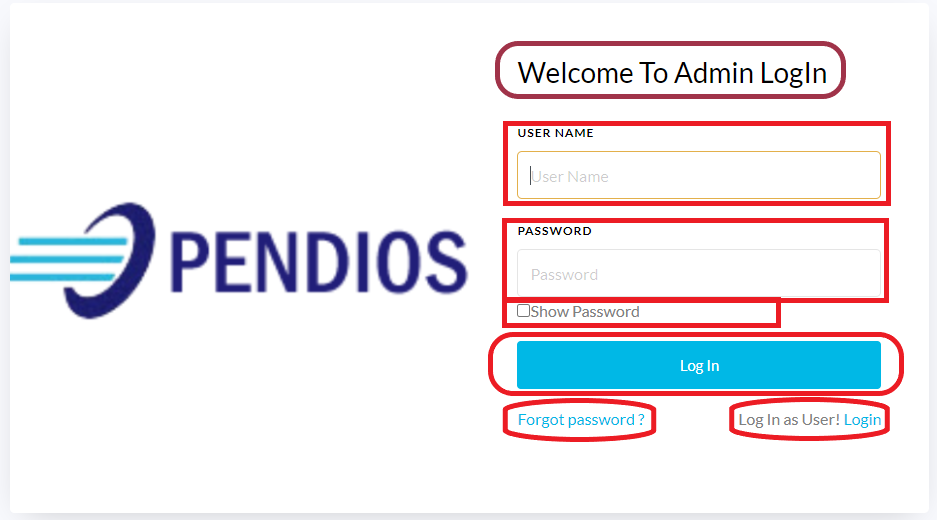 Welcome To Admin LogIn
USER NAME
User Name
PENDIOS
PASSWORD
Password
Show Password
Log In
Forgot password ?
Log In as User! Login